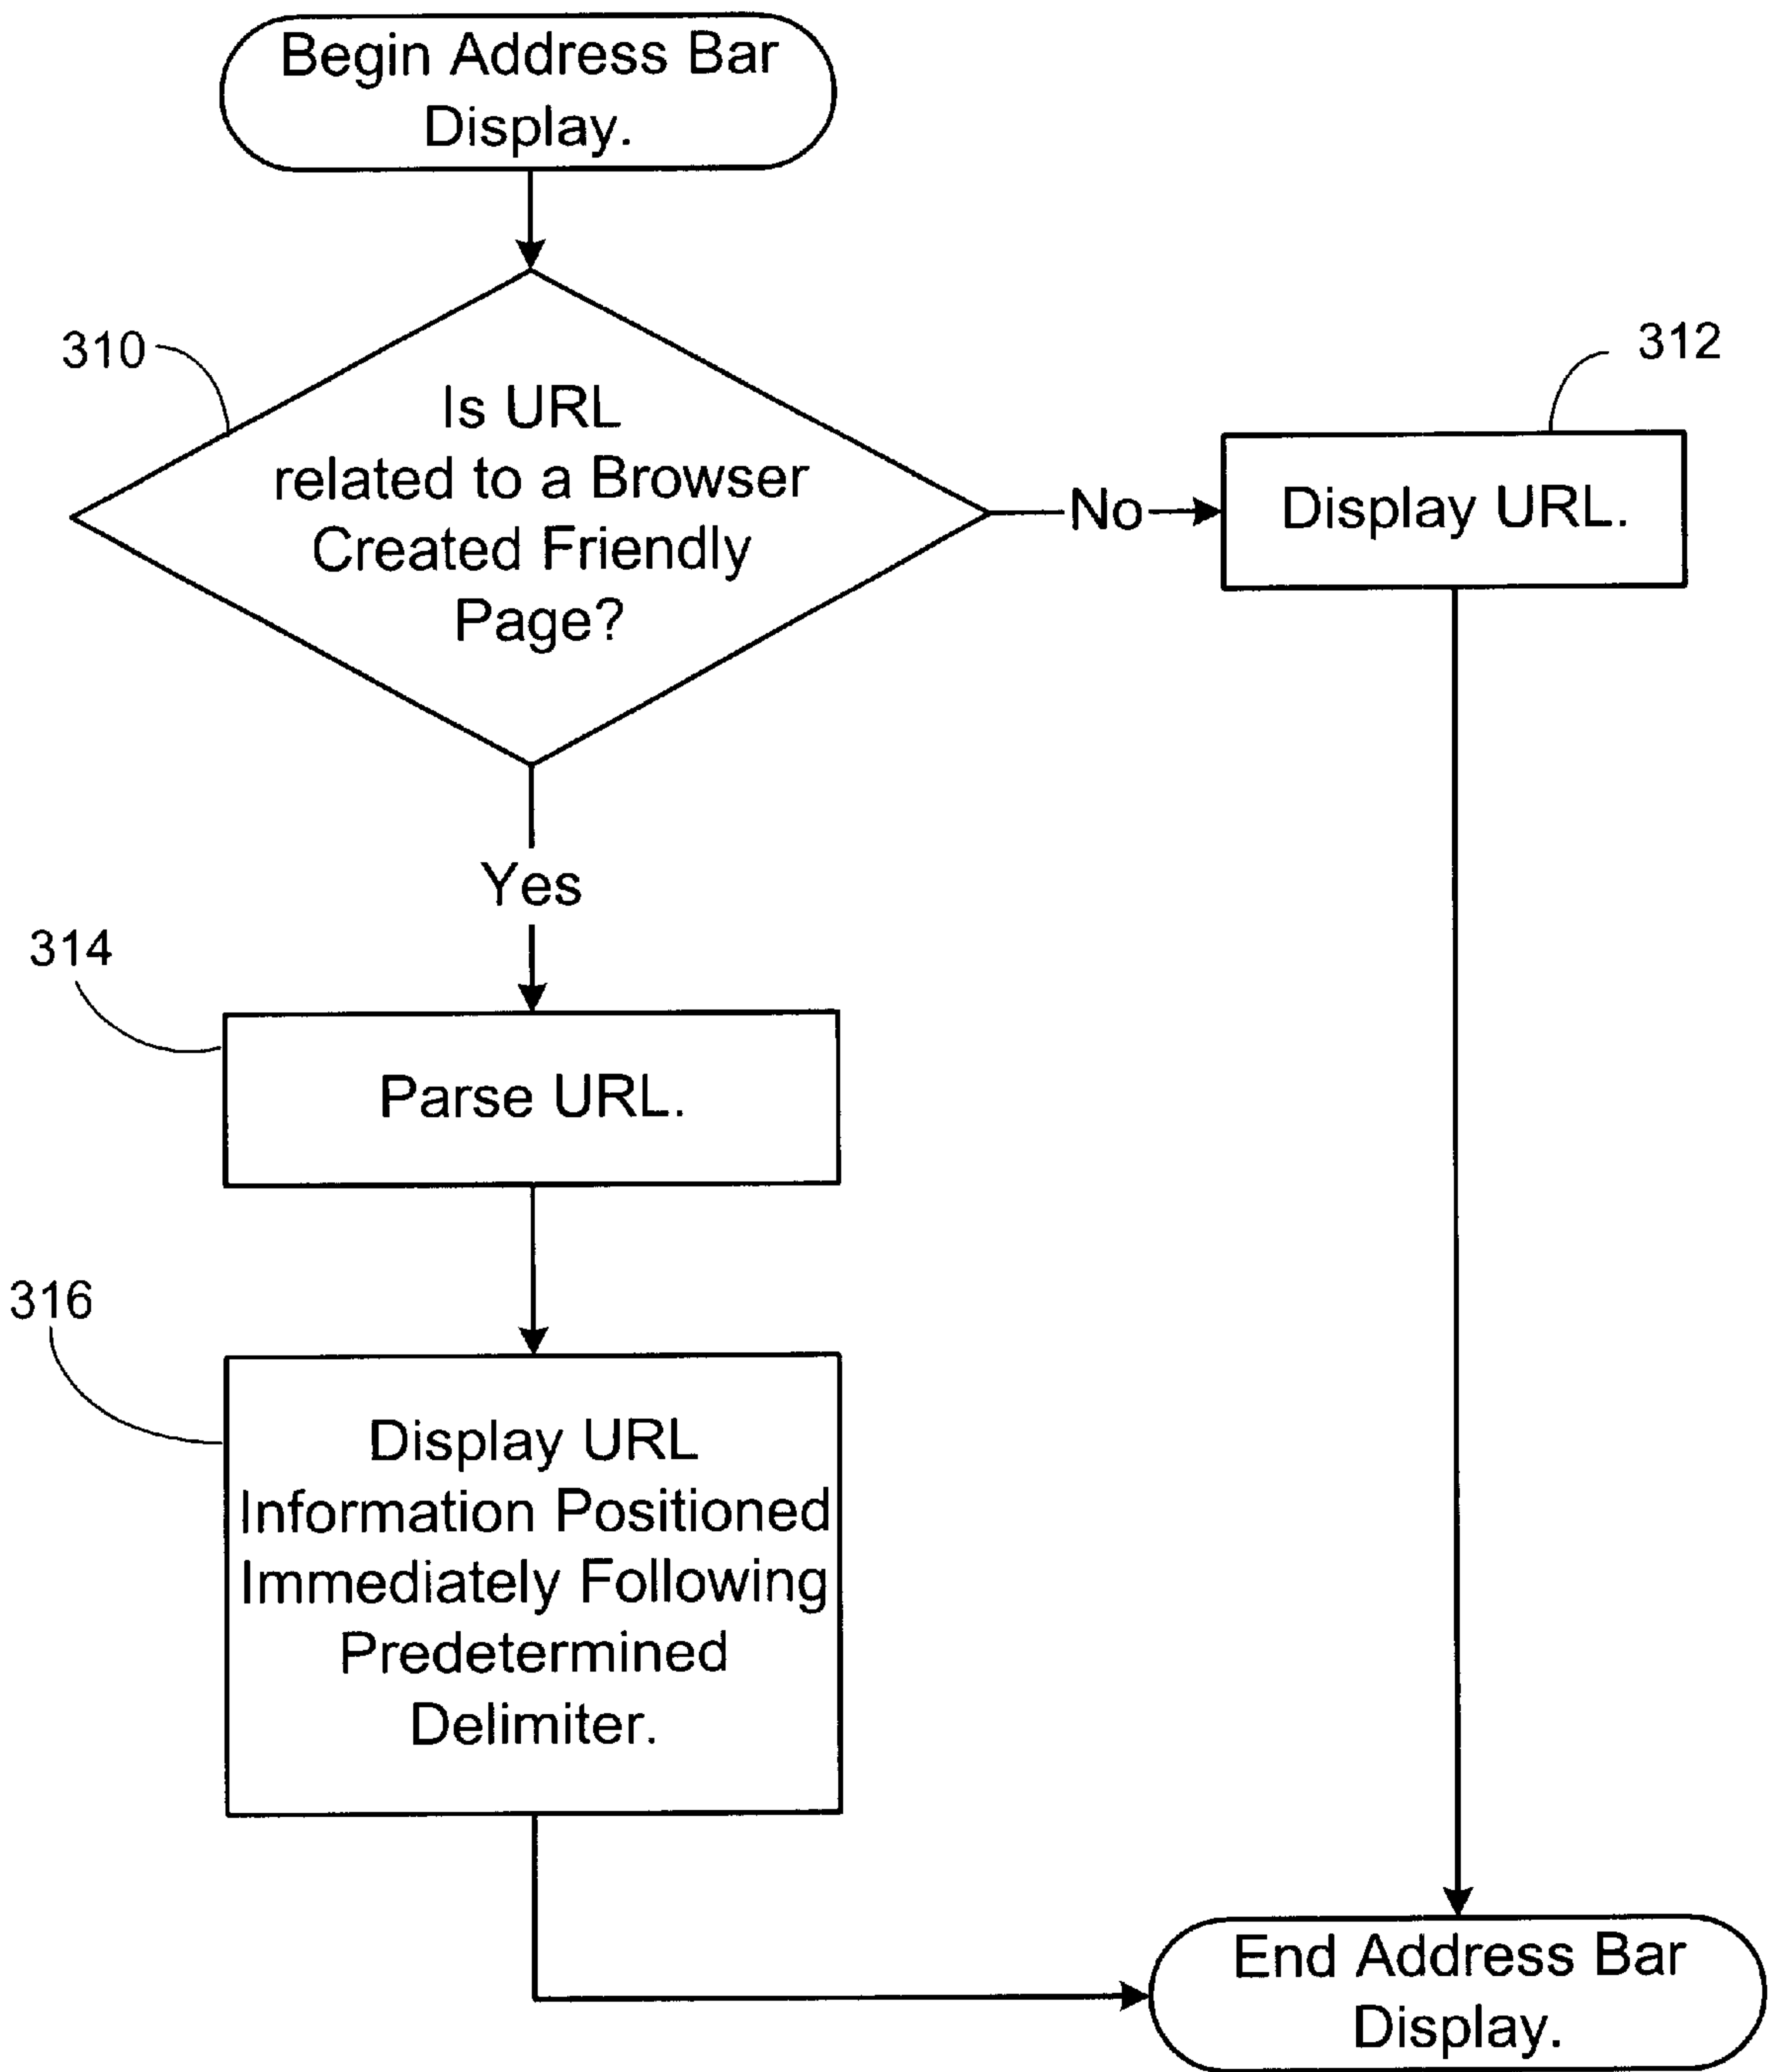 Begin Address Bar
Display.
310
Is URL
related to a Browser
Created Friendly
Page?
No
312
Display URL.
Yes
314
Parse URL.
316
Display URL
Information Positioned
Immediately Following
Predetermined
Delimiter.
End Address Bar
Display.